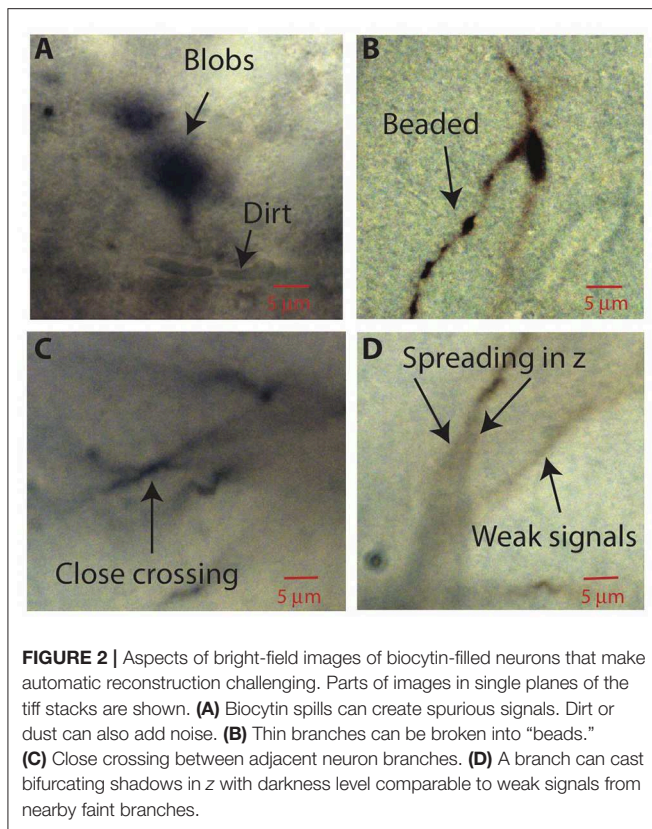 A
Blobs
Dirt
5 μm
B
Beaded
5 μm
C
Close crossing
5 μm
D
Spreading in z
Weak signals
5 μm
FIGURE 2 | Aspects of bright-field images of biocytin-filled neurons that make
automatic reconstruction challenging. Parts of images in single planes of the
tiff stacks are shown. (A) Biocytin spills can create spurious signals. Dirt or
dust can also add noise. (B) Thin branches can be broken into “beads.”
(C) Close crossing between adjacent neuron branches. (D) A branch can cast
bifurcating shadows in z with darkness level comparable to weak signals from
nearby faint branches.